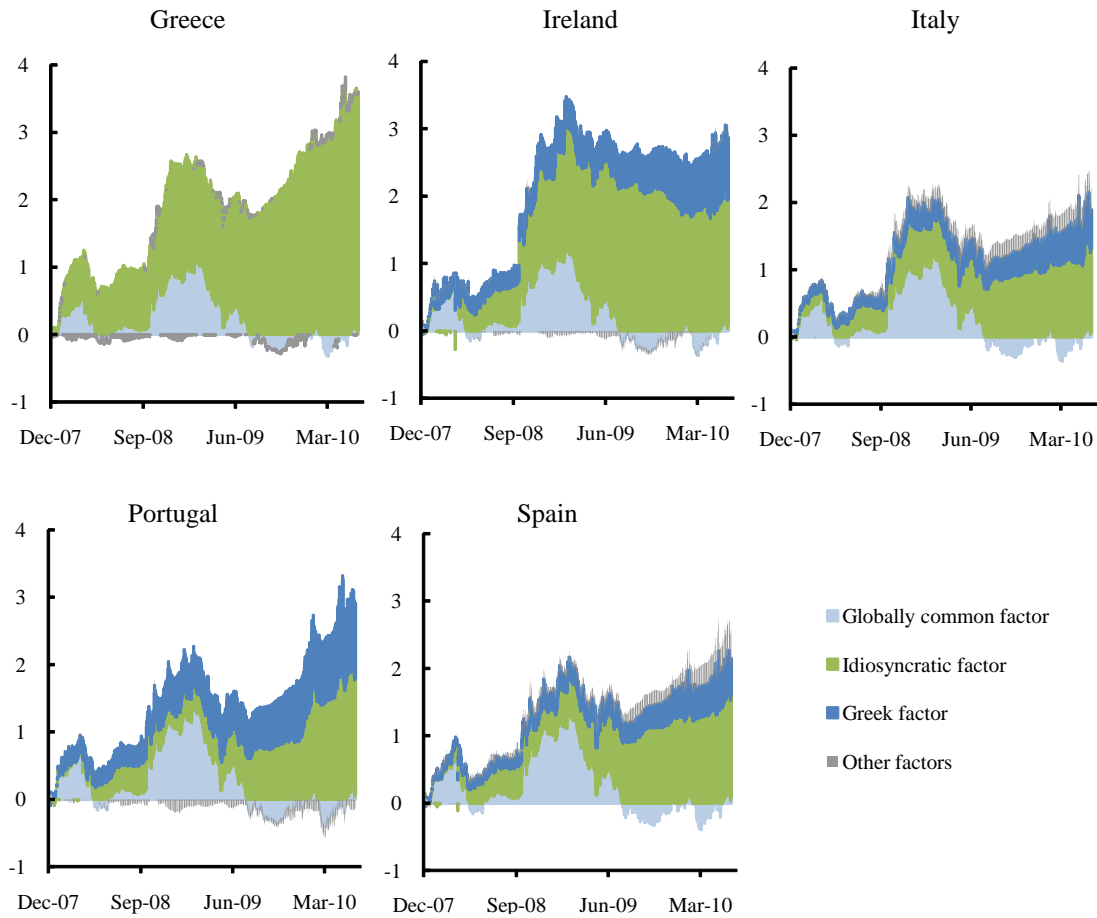 Greece
4
3
2
1
0
-1
Dec-07 Sep-08 Jun-09 Mar-10
Ireland
4
3
2
1
0
-1
Dec-07 Sep-08 Jun-09 Mar-10
Italy
4
3
2
1
0
-1
Dec-07 Sep-08 Jun-09 Mar-10
Portugal
4
3
2
1
0
-1
Dec-07 Sep-08 Jun-09 Mar-10
Spain
4
3
2
1
0
-1
Dec-07 Sep-08 Jun-09 Mar-10
Globally common factor
Idiosyncratic factor
Greek factor
Other factors